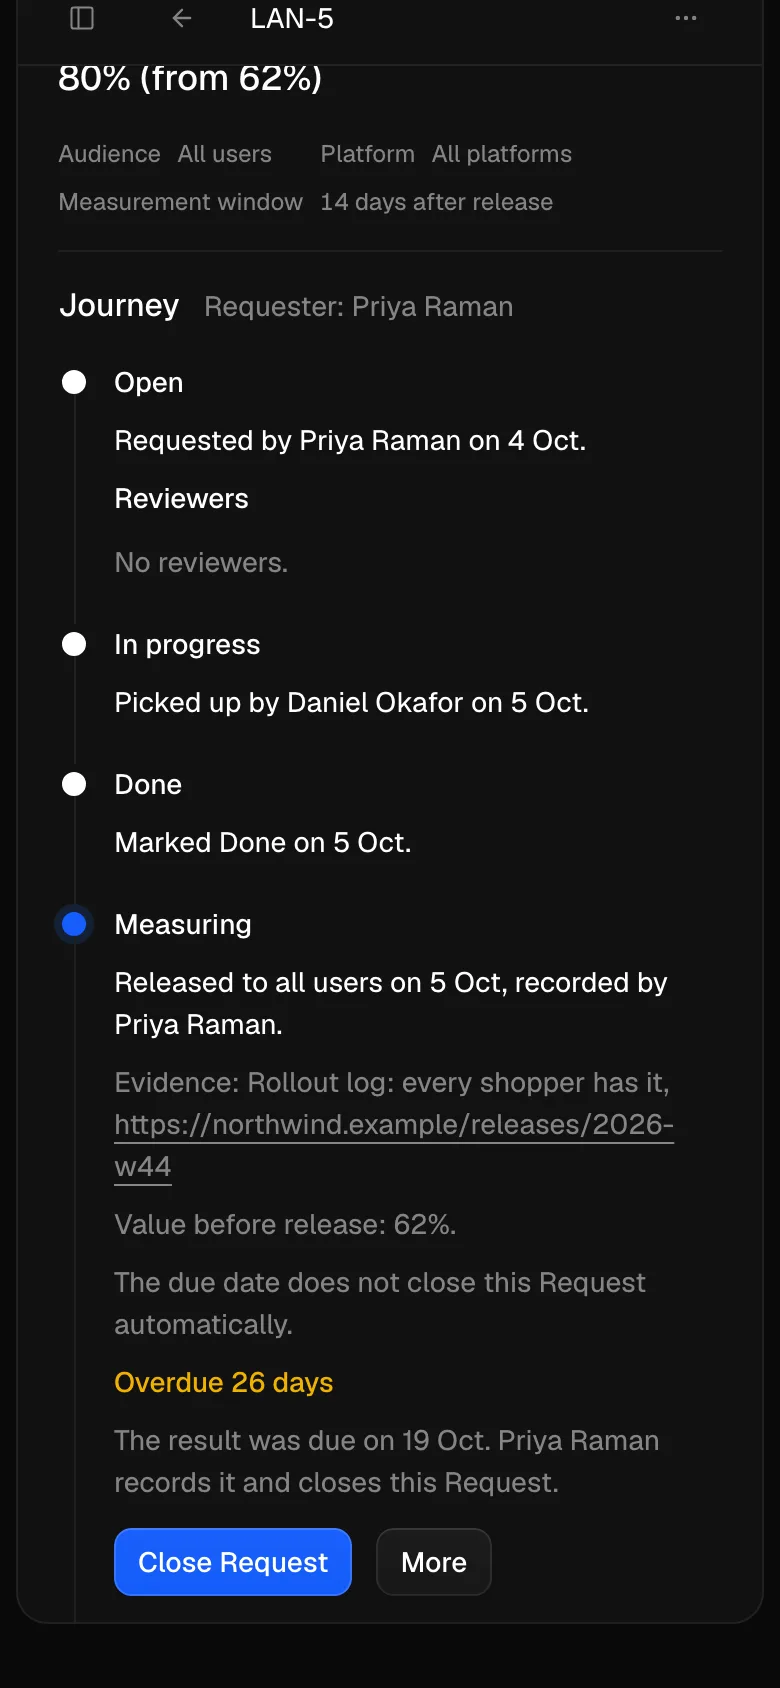 LAN-5
80% (from 62%)
Audience All users Platform All platforms
Measurement window 14 days after release
Journey Requester: Priya Raman
Open
Requested by Priya Raman on 4 Oct.
Reviewers
No reviewers.
In progress
Picked up by Daniel Okafor on 5 Oct.
Done
Marked Done on 5 Oct.
Measuring
Released to all users on 5 Oct, recorded by
Priya Raman.
Evidence: Rollout log: every shopper has it,
https://northwind.example/releases/2026-
w44
Value before release: 62%.
The due date does not close this Request
automatically.
Overdue 26 days
The result was due on 19 Oct. Priya Raman
records it and closes this Request.
Close Request More